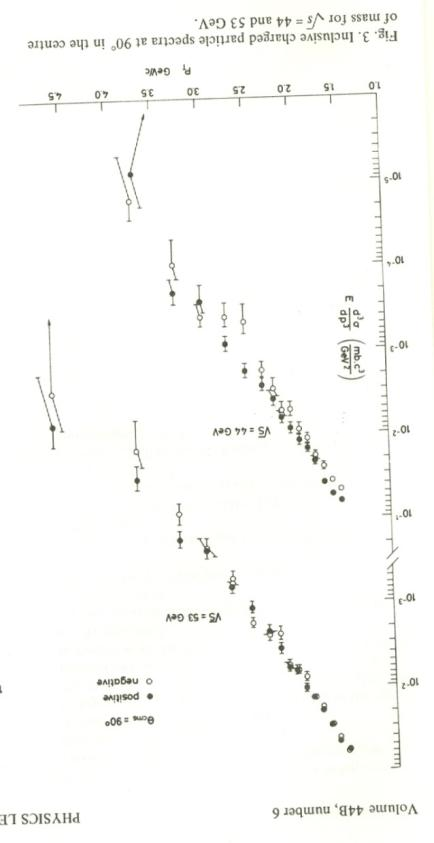 Volume 44B, number 6 PHYSICS LE
θcms = 90°
● positive
○ negative
10⁻²
√S = 53 GeV
10⁻³
10⁻¹
10⁻²
√S = 44 GeV
E d³σ/dp³ (mb.c³/GeV²)
10⁻³
10⁻⁴
10⁻⁵
1.0 1.5 2.0 2.5 3.0 3.5 4.0 4.5
P_T GeV/c
Fig. 3. Inclusive charged particle spectra at 90° in the centre
of mass for √s = 44 and 53 GeV.